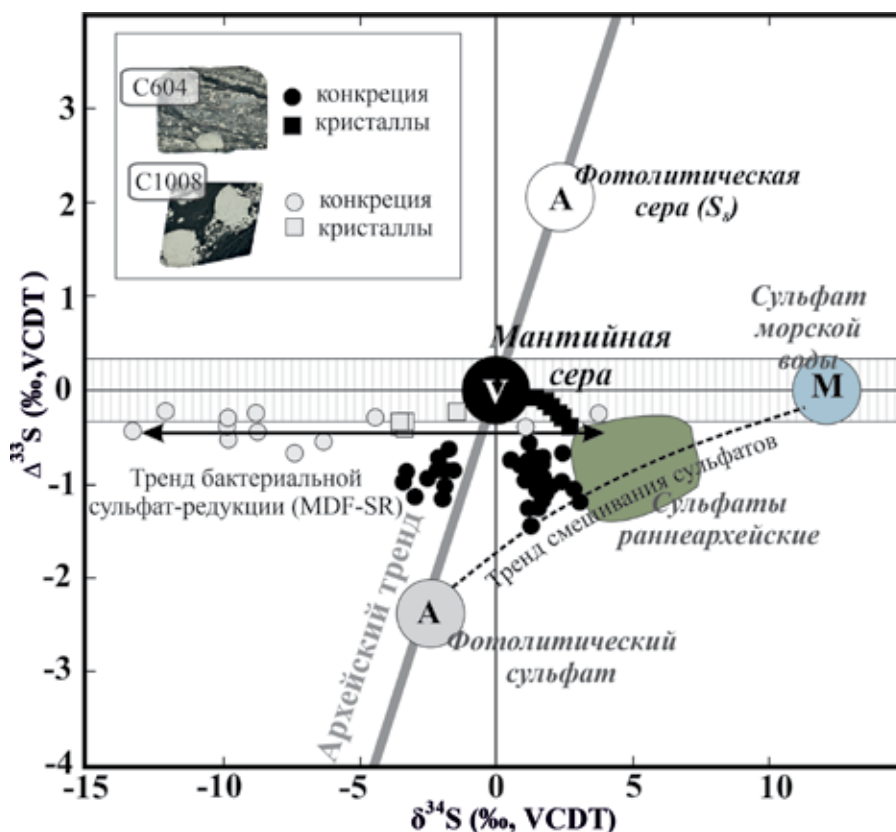 C604
конкреция
кристаллы
C1008
конкреция
кристаллы
A
Фотолитическая
сера (S₈)
Сульфат
морской
воды
Мантийная
сера
V
M
Тренд бактериальной
сульфат-редукции (MDF-SR)
Тренд смешивания сульфатов
Сульфаты
раннеархейские
A
Фотолитический
сульфат
Архейский тренд
3
2
1
0
-1
-2
-3
-4
Δ³³S (‰,VCDT)
-15
-10
-5
0
5
10
δ³⁴S (‰, VCDT)